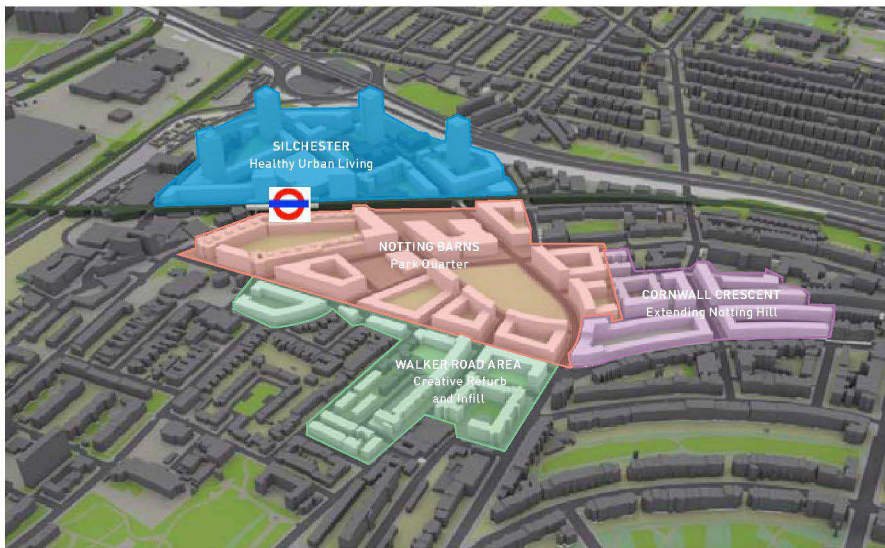 SILCHESTER
Healthy Urban Living
NOTTING BARNS
Park Quarter
CORNWALL CRESCENT
Extending Notting Hill
WALKER ROAD AREA
Creative Refurb
and Infill